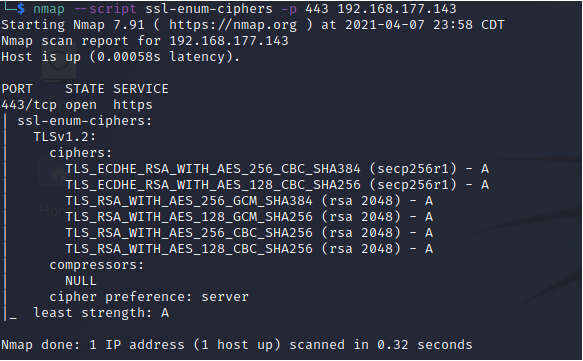 └─$ nmap --script ssl-enum-ciphers -p 443 192.168.177.143
Starting Nmap 7.91 ( https://nmap.org ) at 2021-04-07 23:58 CDT
Nmap scan report for 192.168.177.143
Host is up (0.00058s latency).
PORT    STATE SERVICE
443/tcp open  https
| ssl-enum-ciphers:
|   TLSv1.2:
|     ciphers:
|       TLS_ECDHE_RSA_WITH_AES_256_CBC_SHA384 (secp256r1) - A
|       TLS_ECDHE_RSA_WITH_AES_128_CBC_SHA256 (secp256r1) - A
|       TLS_RSA_WITH_AES_256_GCM_SHA384 (rsa 2048) - A
|       TLS_RSA_WITH_AES_128_GCM_SHA256 (rsa 2048) - A
|       TLS_RSA_WITH_AES_256_CBC_SHA256 (rsa 2048) - A
|       TLS_RSA_WITH_AES_128_CBC_SHA256 (rsa 2048) - A
|     compressors:
|       NULL
|     cipher preference: server
|_  least strength: A
Nmap done: 1 IP address (1 host up) scanned in 0.32 seconds